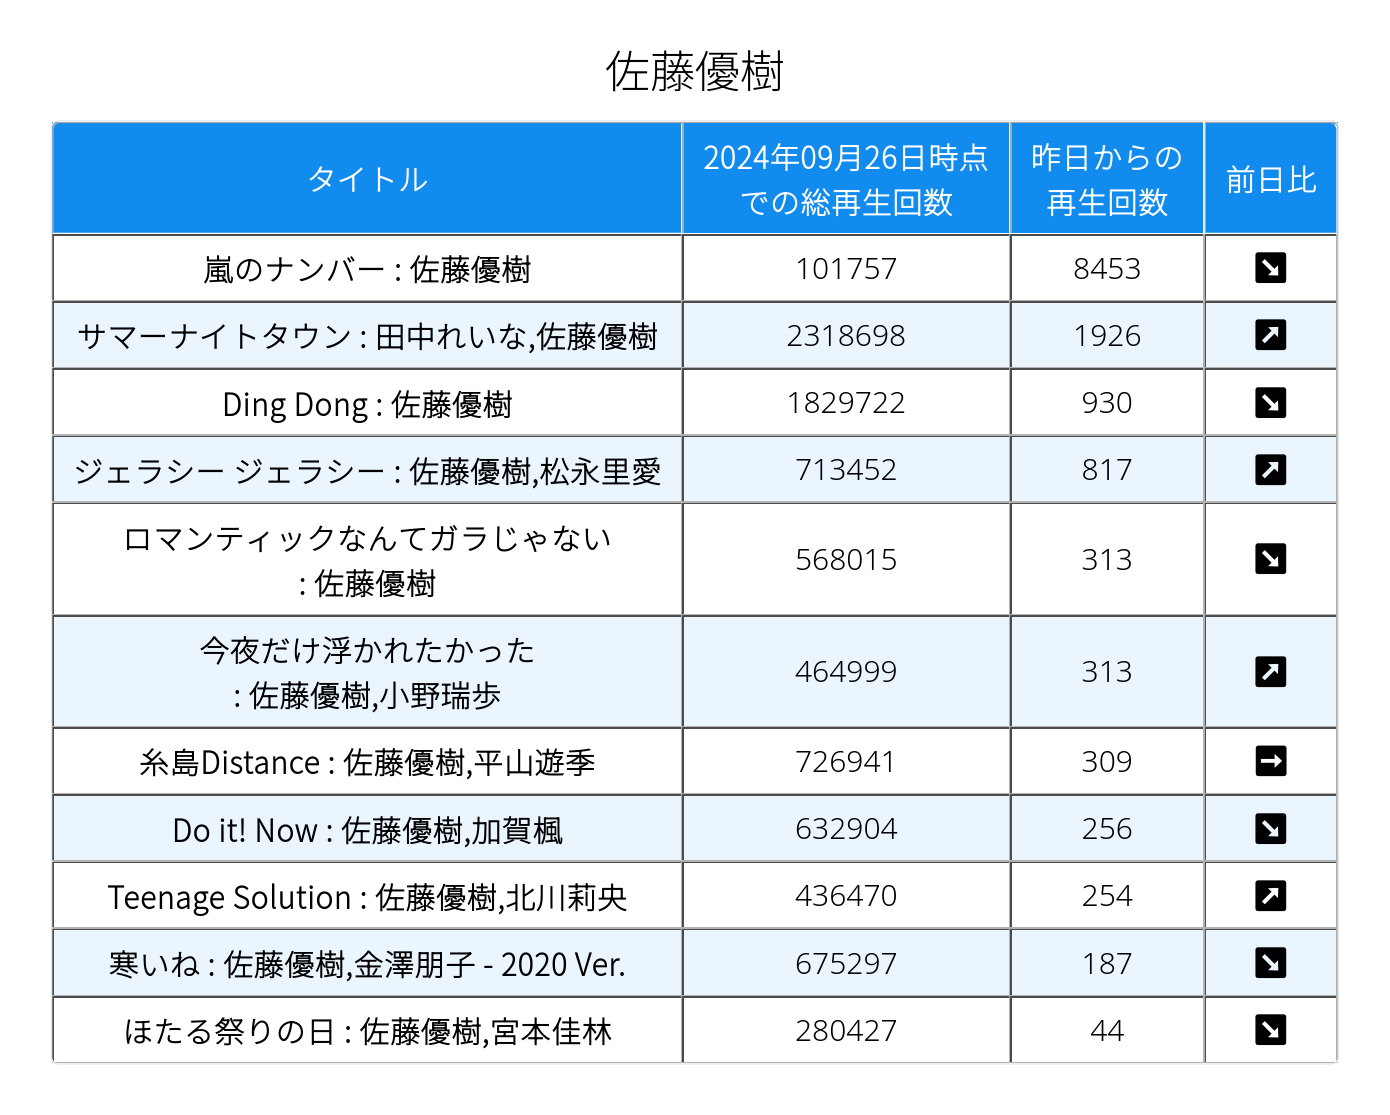 佐藤優樹
タイトル
2024年09月26日時点
での総再生回数
昨日からの
再生回数
前日比
嵐のナンバー : 佐藤優樹 101757 8453 ↘
サマーナイトタウン : 田中れいな,佐藤優樹 2318698 1926 ↗
Ding Dong : 佐藤優樹 1829722 930 ↘
ジェラシー ジェラシー : 佐藤優樹,松永里愛 713452 817 ↗
ロマンティックなんてガラじゃない
: 佐藤優樹 568015 313 ↘
今夜だけ浮かれたかった
: 佐藤優樹,小野瑞歩 464999 313 ↗
糸島Distance : 佐藤優樹,平山遊季 726941 309 →
Do it! Now : 佐藤優樹,加賀楓 632904 256 ↘
Teenage Solution : 佐藤優樹,北川莉央 436470 254 ↗
寒いね : 佐藤優樹,金澤朋子 - 2020 Ver. 675297 187 ↘
ほたる祭りの日 : 佐藤優樹,宮本佳林 280427 44 ↘